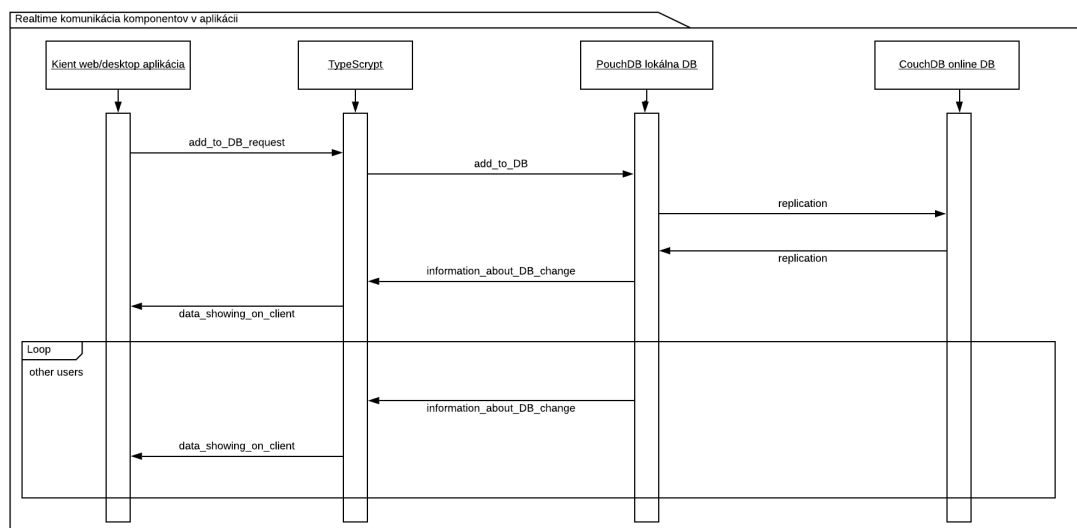 Realtime komunikácia komponentov v aplikácii
Kient web/desktop aplikácia
TypeScrypt
PouchDB lokálna DB
CouchDB online DB
add_to_DB_request
add_to_DB
replication
replication
information_about_DB_change
data_showing_on_client
Loop
other users
information_about_DB_change
data_showing_on_client